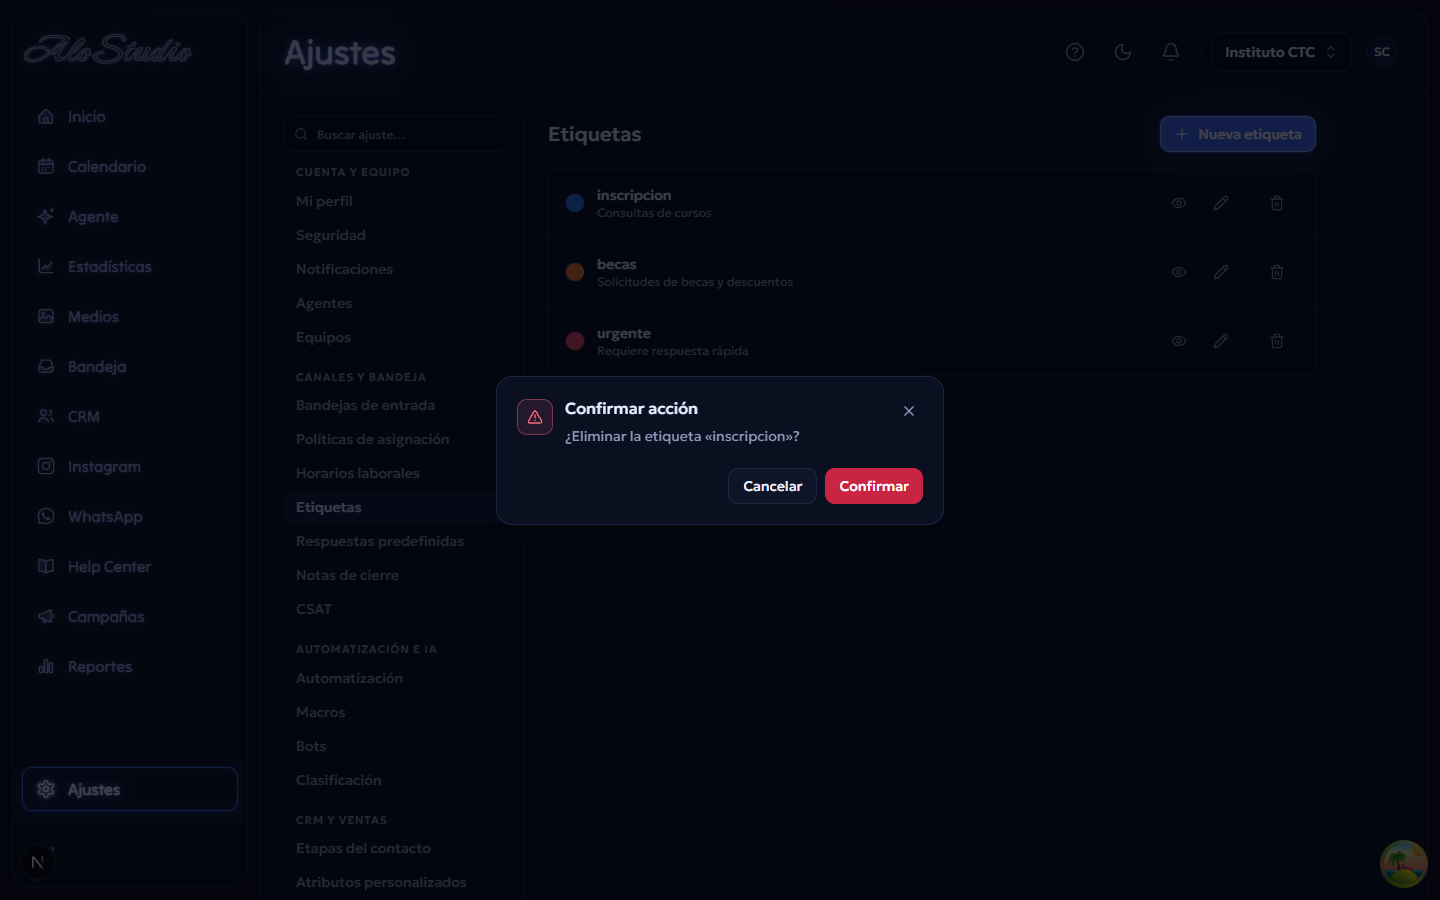 AloStudio
Inicio
Calendario
Agente
Estadísticas
Medios
Bandeja
CRM
Instagram
WhatsApp
Help Center
Campañas
Reportes
Ajustes
N
Ajustes
Instituto CTC
SC
Buscar ajuste...
CUENTA Y EQUIPO
Mi perfil
Seguridad
Notificaciones
Agentes
Equipos
CANALES Y BANDEJA
Bandejas de entrada
Políticas de asignación
Horarios laborales
Etiquetas
Respuestas predefinidas
Notas de cierre
CSAT
AUTOMATIZACIÓN E IA
Automatización
Macros
Bots
Clasificación
CRM Y VENTAS
Etapas del contacto
Atributos personalizados
Etiquetas
+ Nueva etiqueta
inscripcion
Consultas de cursos
becas
Solicitudes de becas y descuentos
urgente
Requiere respuesta rápida
Confirmar acción
¿Eliminar la etiqueta «inscripcion»?
Cancelar
Confirmar